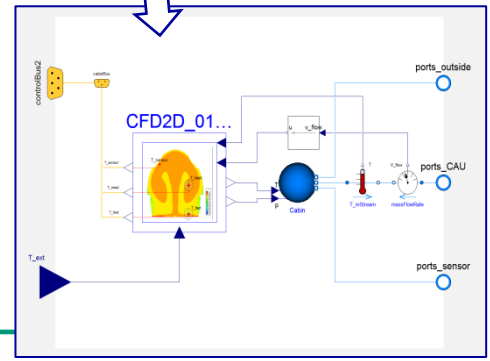 controlBus2
cabinBus
ports_outside
CFD2D_01...
u
v_flow
T_sensor
T_head
T_feet
T
V_flow
ports_CAU
T
p
Cabin
T_inStream
massFlowRate
T_ext
ports_sensor